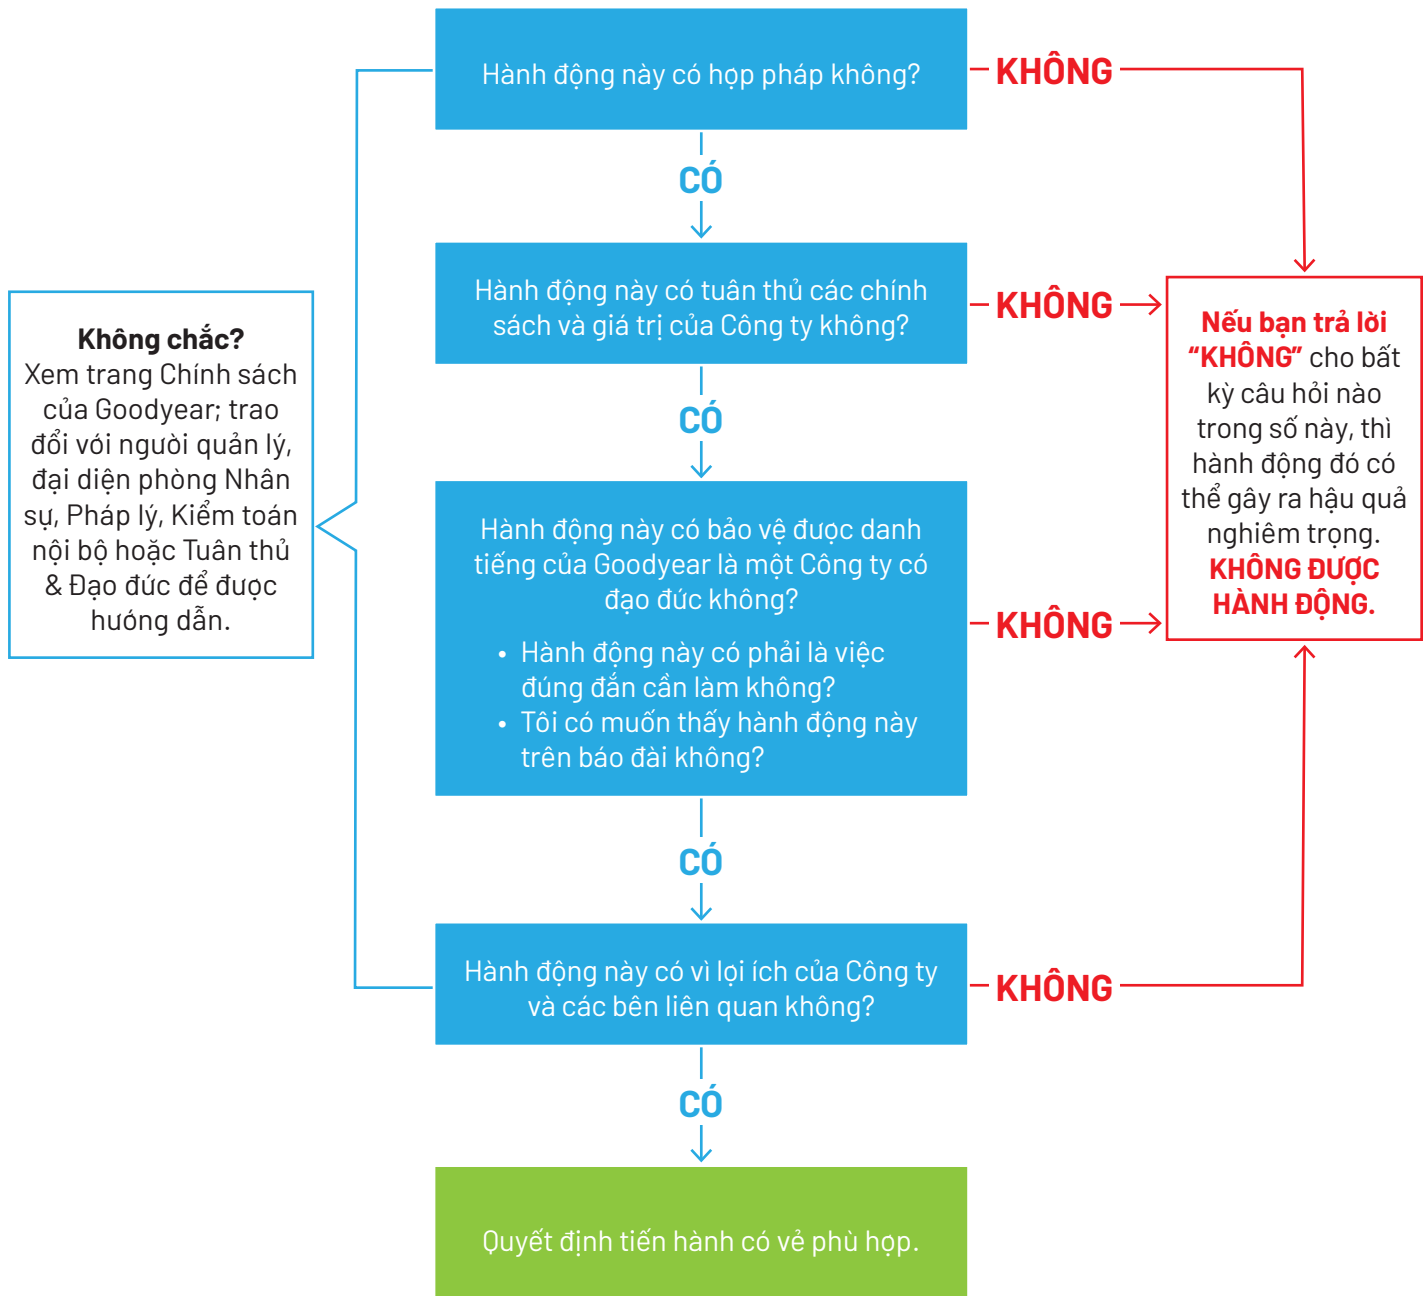 Hành động này có hợp pháp không?
KHÔNG
CÓ
Hành động này có tuân thủ các chính
sách và giá trị của Công ty không?
KHÔNG
Không chắc?
Xem trang Chính sách
của Goodyear; trao
đổi với người quản lý,
đại diện phòng Nhân
sự, Pháp lý, Kiểm toán
nội bộ hoặc Tuân thủ
& Đạo đức để được
hướng dẫn.
Nếu bạn trả lời
“KHÔNG” cho bất
kỳ câu hỏi nào
trong số này, thì
hành động đó có
thể gây ra hậu quả
nghiêm trọng.
KHÔNG ĐƯỢC
HÀNH ĐỘNG.
CÓ
Hành động này có bảo vệ được danh
tiếng của Goodyear là một Công ty có
đạo đức không?
• Hành động này có phải là việc
đúng đắn cần làm không?
• Tôi có muốn thấy hành động này
trên báo đài không?
KHÔNG
CÓ
Hành động này có vì lợi ích của Công ty
và các bên liên quan không?
KHÔNG
CÓ
Quyết định tiến hành có vẻ phù hợp.